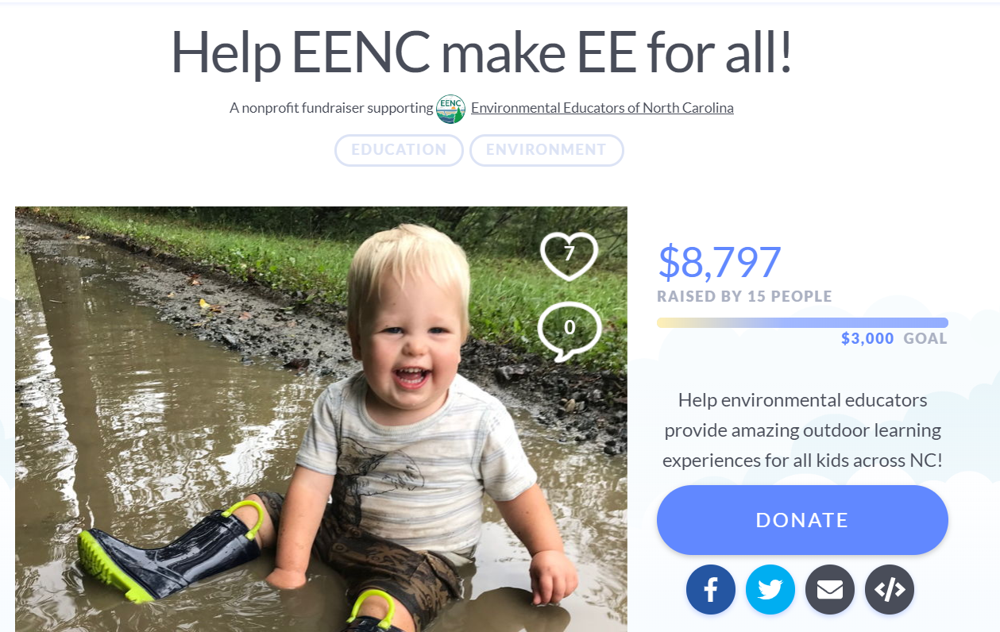 Help EENC make EE for all!
A nonprofit fundraiser supporting EENC Environmental Educators of North Carolina
EDUCATION ENVIRONMENT
7
0
$8,797
RAISED BY 15 PEOPLE
$3,000 GOAL
Help environmental educators
provide amazing outdoor learning
experiences for all kids across NC!
DONATE